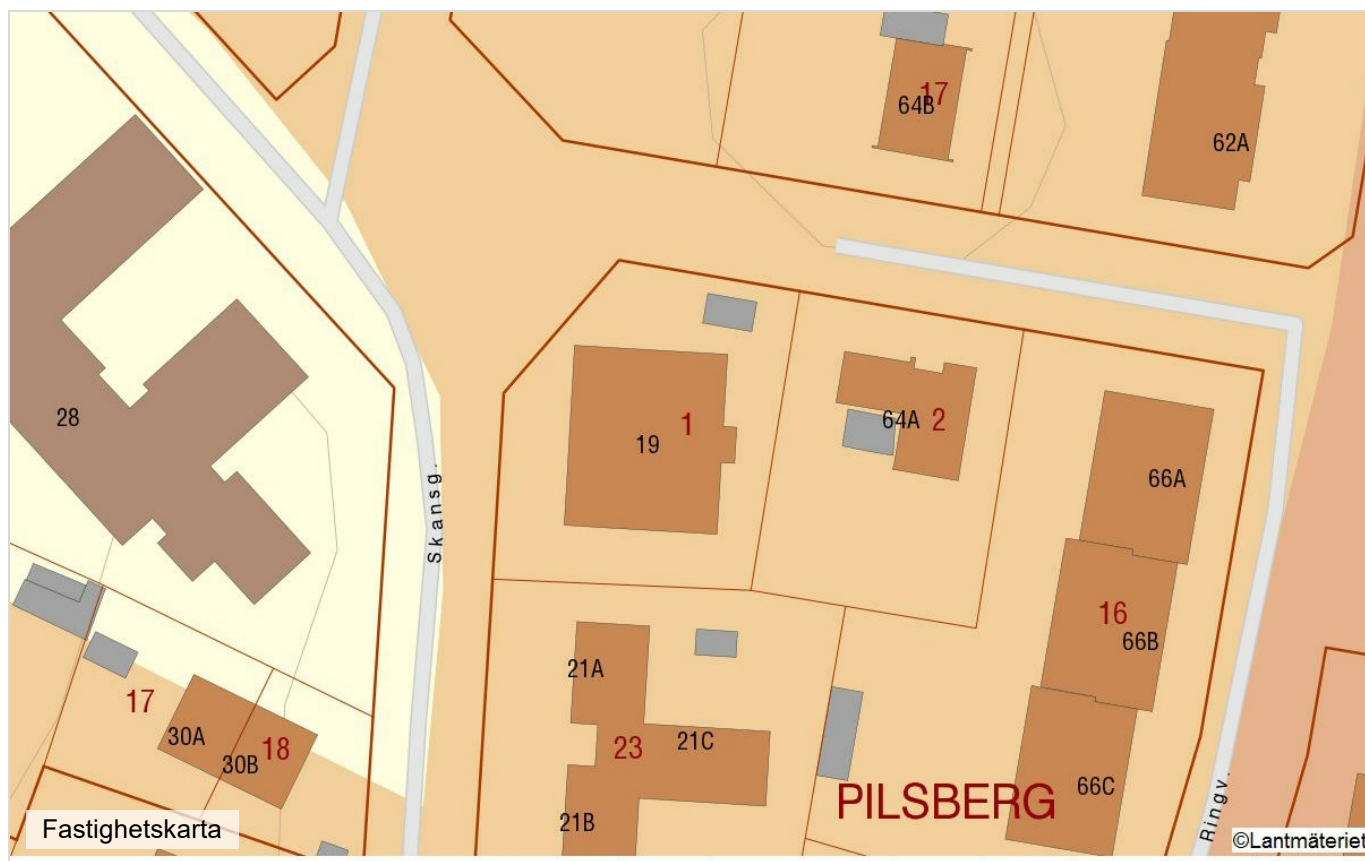 17
64B
62A
28
1
19
64A
2
66A
Skansg.
16
66B
21A
17
30A
18
30B
21C
23
66C
PILSBERG
21B
Ringv.
Fastighetskarta
©Lantmäteriet